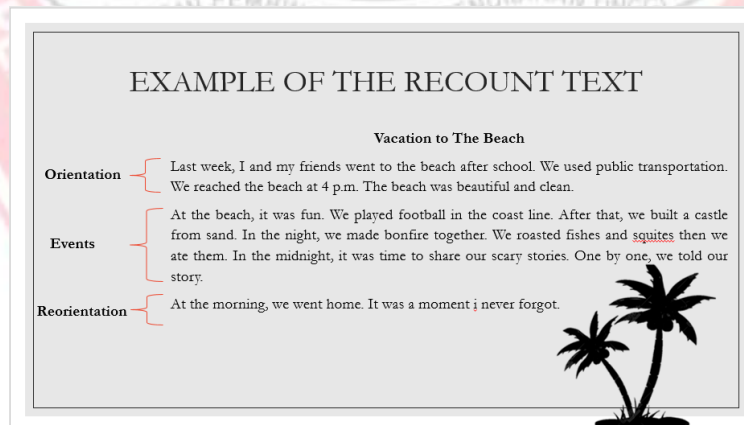 EXAMPLE OF THE RECOUNT TEXT
Vacation to The Beach
Orientation
Last week, I and my friends went to the beach after school. We used public transportation.
We reached the beach at 4 p.m. The beach was beautiful and clean.
Events
At the beach, it was fun. We played football in the coast line. After that, we built a castle
from sand. In the night, we made bonfire together. We roasted fishes and squites then we
ate them. In the midnight, it was time to share our scary stories. One by one, we told our
story.
Reorientation
At the morning, we went home. It was a moment i never forgot.